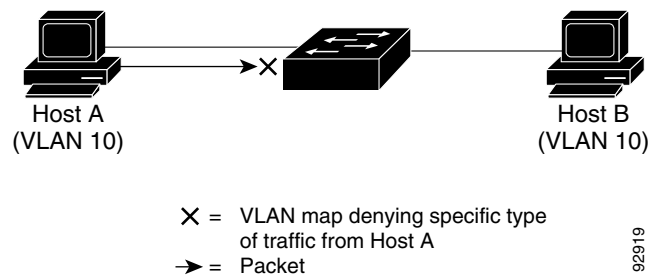 Host A
(VLAN 10)
Host B
(VLAN 10)
= VLAN map denying specific type
of traffic from Host A
= Packet
92919